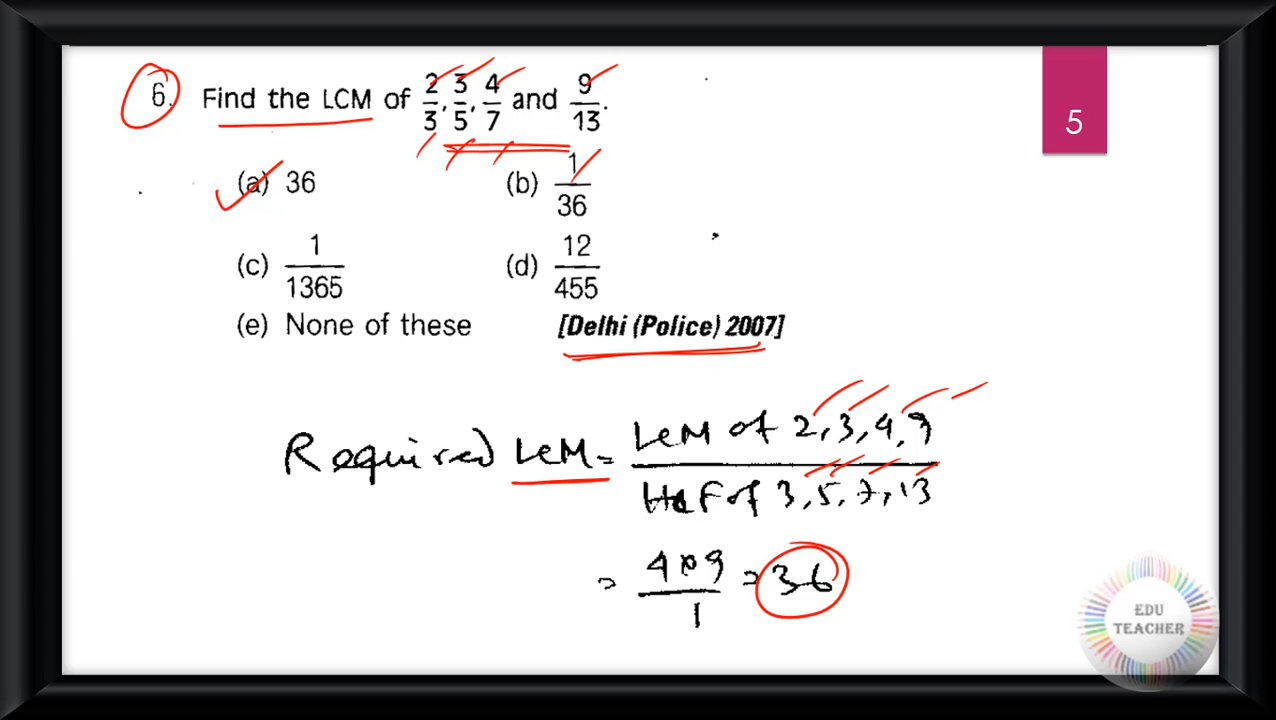 5
6. Find the LCM of 2/3, 3/5, 4/7 and 9/13.
(a) 36 (b) 1/36
(c) 1/1365 (d) 12/455
(e) None of these [Delhi (Police) 2007]
Required LCM = LCM of 2, 3, 4, 9 / HCF of 3, 5, 7, 13
= 4×9/1 = 36
EDU
TEACHER